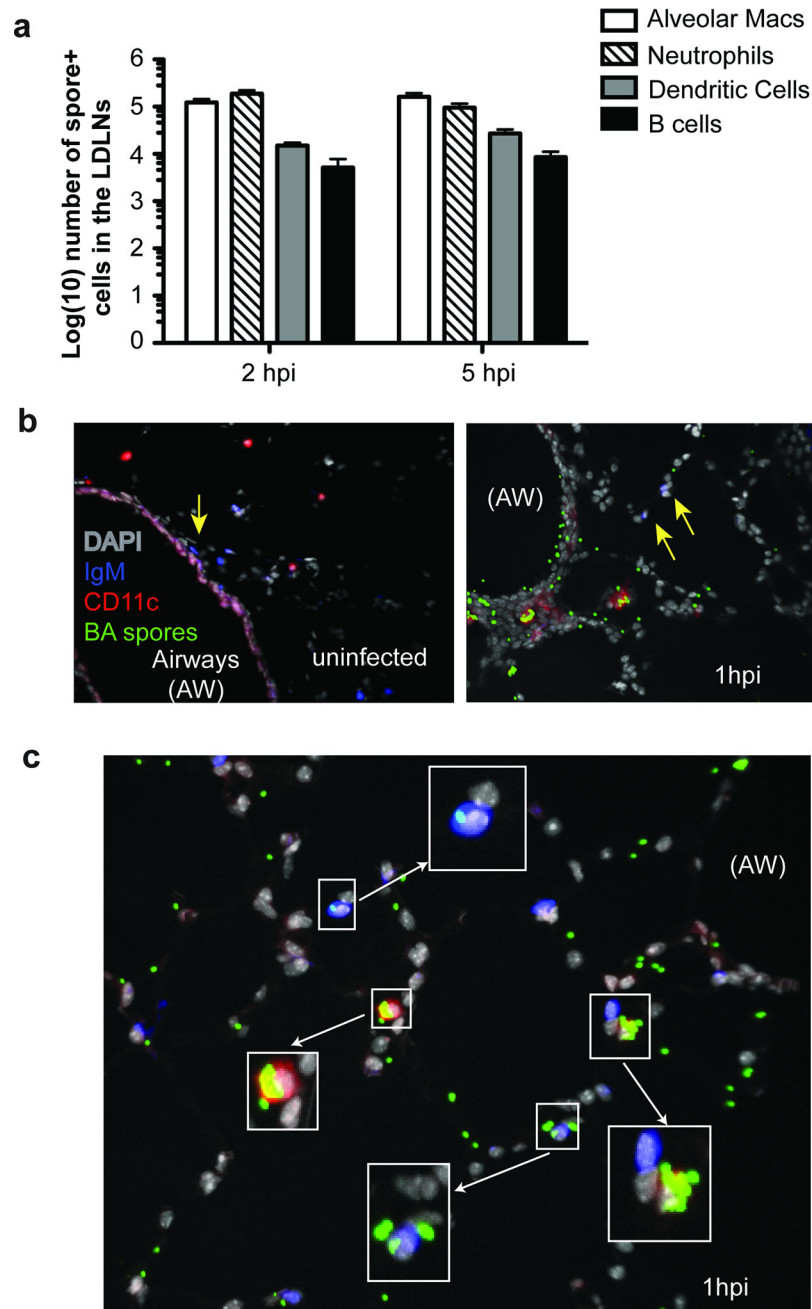 a
Log(10) number of spore+
cells in the LDLNs
6
5
4
3
2
1
0
2 hpi
5 hpi
Alveolar Macs
Neutrophils
Dendritic Cells
B cells
b
DAPI
IgM
CD11c
BA spores
Airways
(AW)
uninfected
(AW)
1hpi
c
(AW)
1hpi